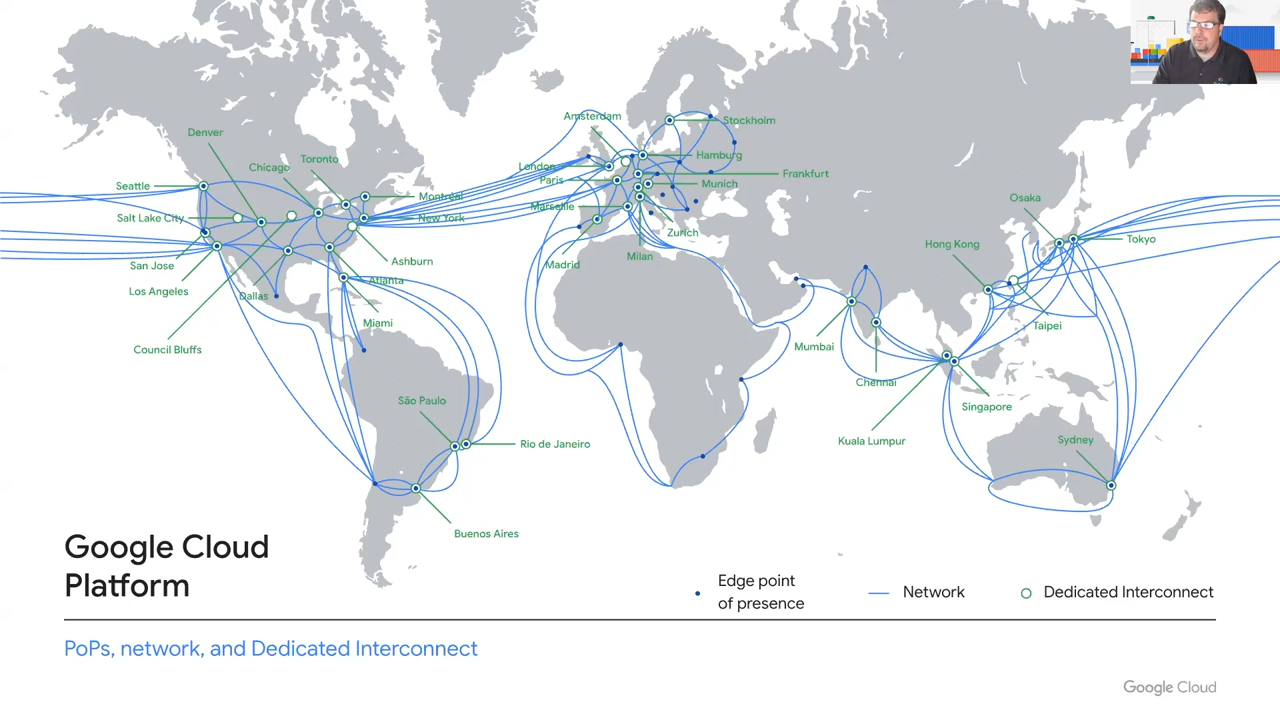 Amsterdam
Stockholm
Denver
Hamburg
Chicago
Toronto
London
Frankfurt
Paris
Munich
Seattle
Montréal
Osaka
Marseille
Salt Lake City
New York
Zurich
Tokyo
Hong Kong
Milan
San Jose
Ashburn
Madrid
Atlanta
Los Angeles
Dallas
Miami
Taipei
Council Bluffs
Mumbai
Chennai
São Paulo
Singapore
Rio de Janeiro
Kuala Lumpur
Sydney
Buenos Aires
Google Cloud
Platform
Edge point
of presence
Network
Dedicated Interconnect
PoPs, network, and Dedicated Interconnect
Google Cloud